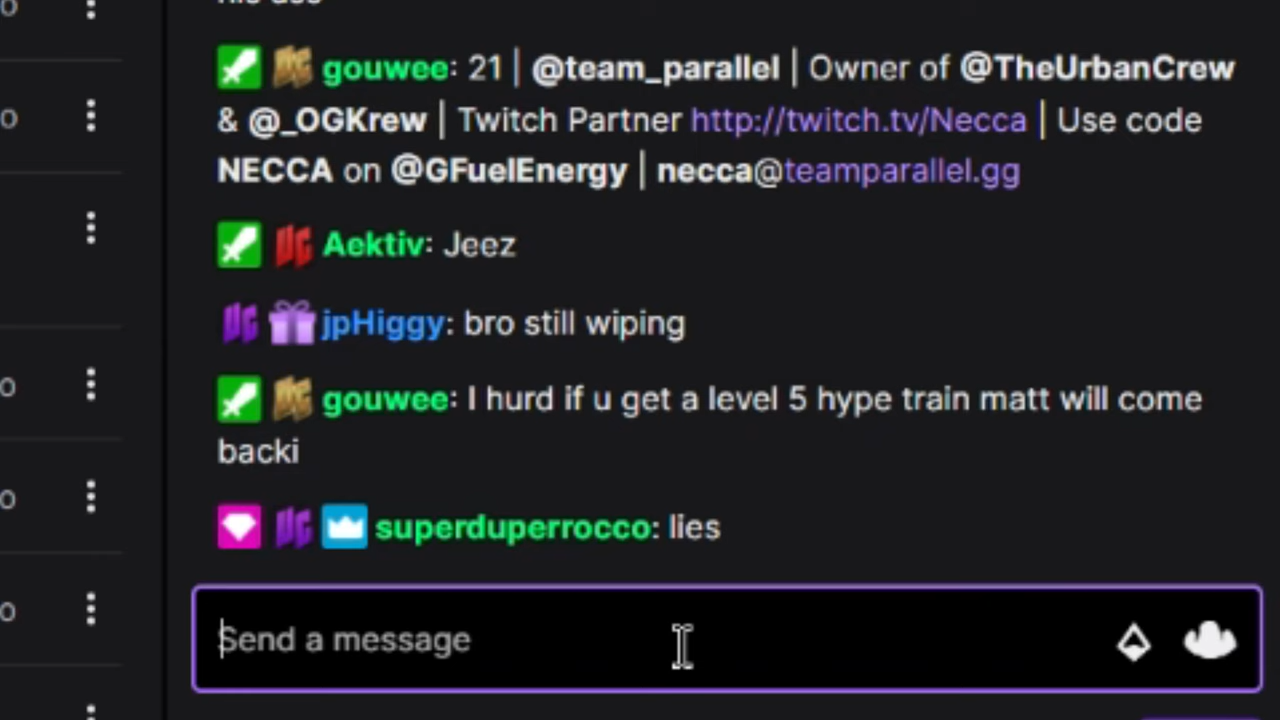 gouwee: 21 | @team_parallel | Owner of @TheUrbanCrew
& @_OGKrew | Twitch Partner http://twitch.tv/Necca | Use code
NECCA on @GFuelEnergy | necca@teamparallel.gg
Aektiv: Jeez
jpHiggy: bro still wiping
gouwee: I hurd if u get a level 5 hype train matt will come
backi
superduperrocco: lies
Send a message